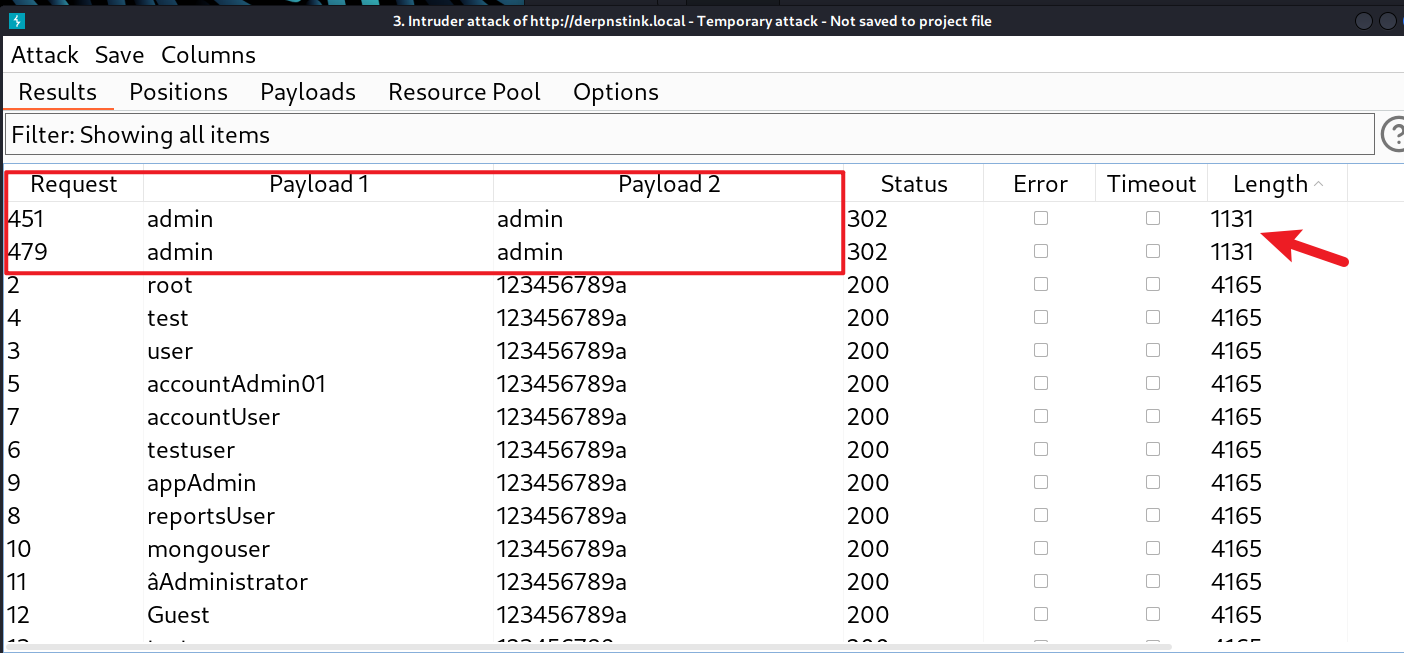 3. Intruder attack of http://derpnstink.local - Temporary attack - Not saved to project file
Attack Save Columns
Results Positions Payloads Resource Pool Options
Filter: Showing all items ?
Request Payload 1 Payload 2 Status Error Timeout Length
451 admin admin 302 1131
479 admin admin 302 1131
2 root 123456789a 200 4165
4 test 123456789a 200 4165
3 user 123456789a 200 4165
5 accountAdmin01 123456789a 200 4165
7 accountUser 123456789a 200 4165
6 testuser 123456789a 200 4165
9 appAdmin 123456789a 200 4165
8 reportsUser 123456789a 200 4165
10 mongouser 123456789a 200 4165
11 âAdministrator 123456789a 200 4165
12 Guest 123456789a 200 4165